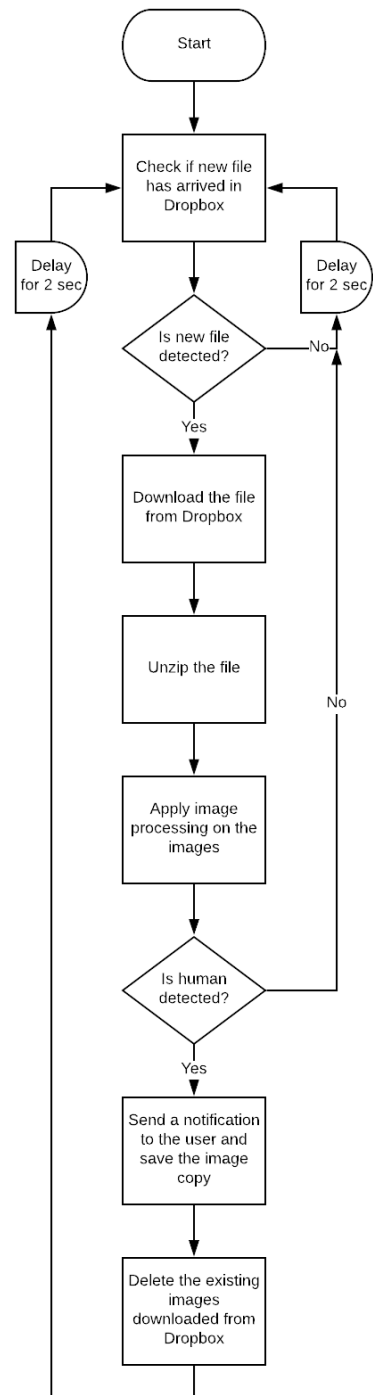 Start
Check if new file
has arrived in
Dropbox
Delay
for 2 sec
Delay
for 2 sec
Is new file
detected?
No
Yes
Download the file
from Dropbox
Unzip the file
No
Apply image
processing on the
images
Is human
detected?
Yes
Send a notification
to the user and
save the image
copy
Delete the existing
images
downloaded from
Dropbox